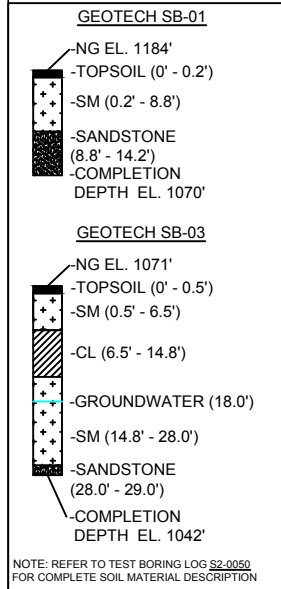 GEOTECH SB-01
-NG EL. 1184'
-TOPSOIL (0' - 0.2')
-SM (0.2' - 8.8')
-SANDSTONE
(8.8' - 14.2')
-COMPLETION
DEPTH EL. 1070'
GEOTECH SB-03
-NG EL. 1071'
-TOPSOIL (0' - 0.5')
-SM (0.5' - 6.5')
-CL (6.5' - 14.8')
-GROUNDWATER (18.0')
-SM (14.8' - 28.0')
-SANDSTONE
(28.0' - 29.0')
-COMPLETION
DEPTH EL. 1042'
NOTE: REFER TO TEST BORING LOG S2-0050
FOR COMPLETE SOIL MATERIAL DESCRIPTION